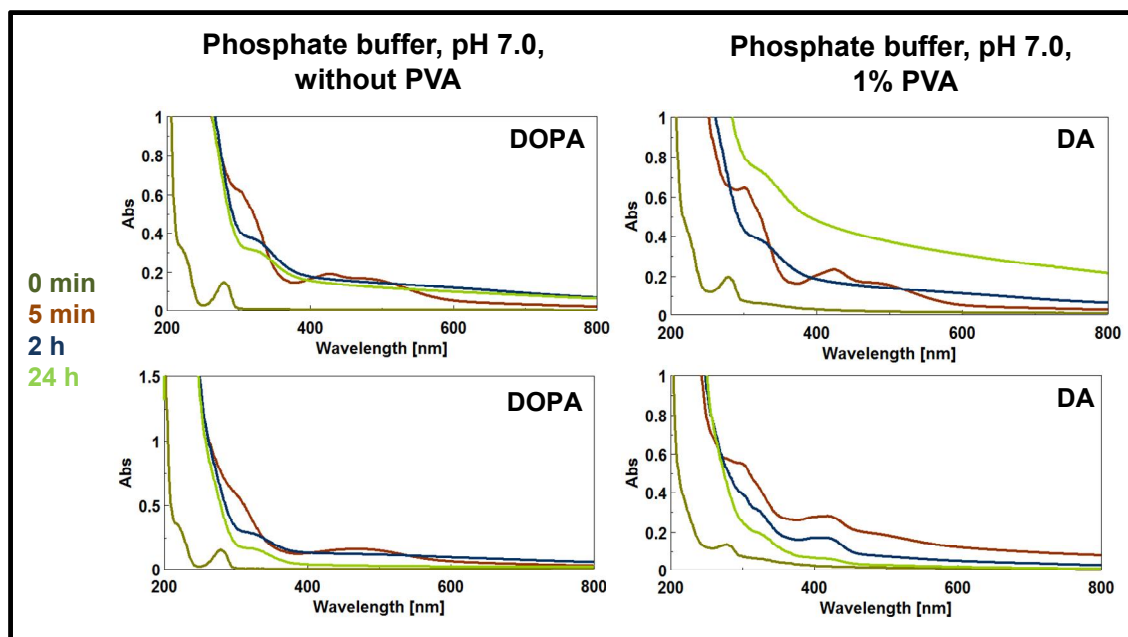 Phosphate buffer, pH 7.0,
without PVA
Phosphate buffer, pH 7.0,
1% PVA
0 min
5 min
2 h
24 h
1
0.8
0.6
0.4
0.2
0
Abs
DOPA
200
400
600
800
Wavelength [nm]
1
0.8
0.6
0.4
0.2
0
Abs
DA
200
400
600
800
Wavelength [nm]
1.5
1
0.5
0
Abs
DOPA
200
400
600
800
Wavelength [nm]
1
0.8
0.6
0.4
0.2
0
Abs
DA
200
400
600
800
Wavelength [nm]